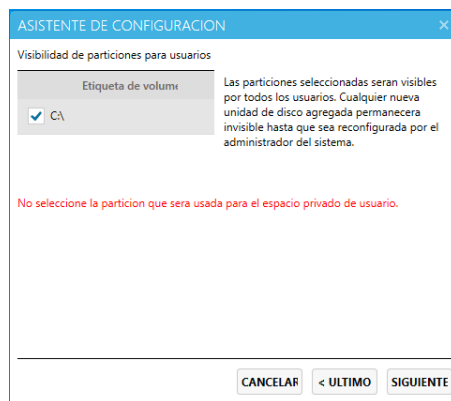 ASISTENTE DE CONFIGURACION
Visibilidad de particiones para usuarios
Etiqueta de volume
C:\
Las particiones seleccionadas seran visibles
por todos los usuarios. Cualquier nueva
unidad de disco agregada permanecera
invisible hasta que sea reconfigurada por el
administrador del sistema.
No seleccione la particion que sera usada para el espacio privado de usuario.
CANCELAR
< ULTIMO
SIGUIENTE